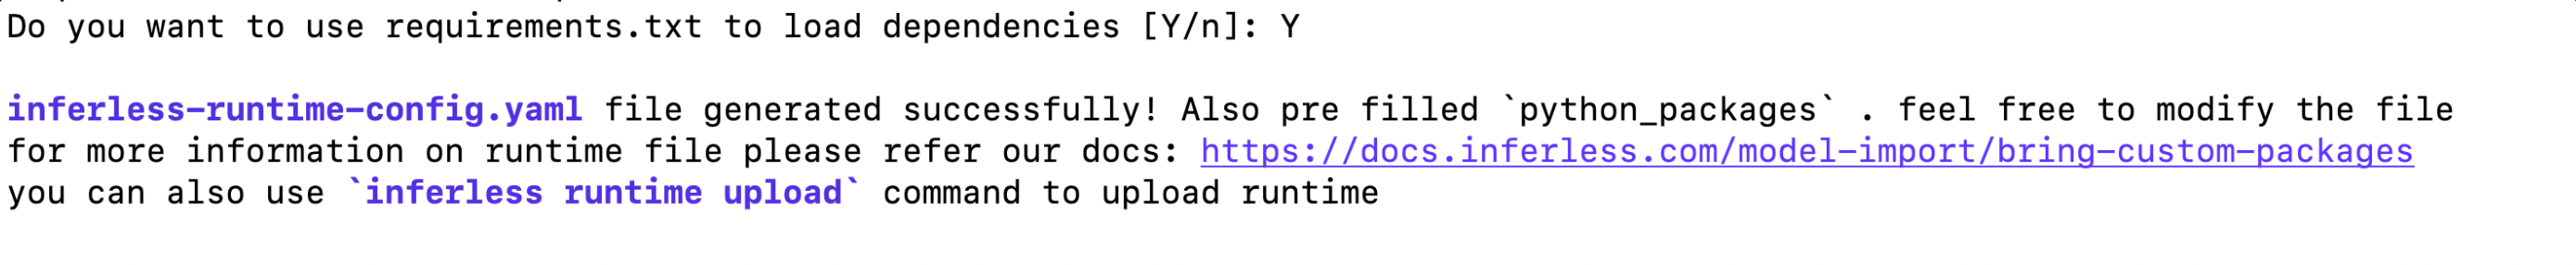 Do you want to use requirements.txt to load dependencies [Y/n]: Y
inferless-runtime-config.yaml file generated successfully! Also pre filled `python_packages` . feel free to modify the file
for more information on runtime file please refer our docs: https://docs.inferless.com/model-import/bring-custom-packages
you can also use `inferless runtime upload` command to upload runtime